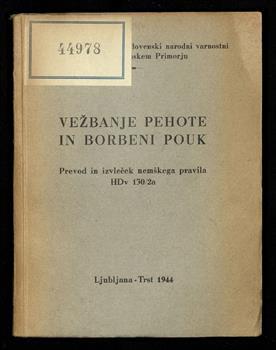 44978
lovenski narodni varnostni
skem Primorju
VEŽBANJE PEHOTE
IN BORBENI POUK
Prevod in izvleček nemškega pravila
HDv 130/2a
Ljubljana - Trst 1944